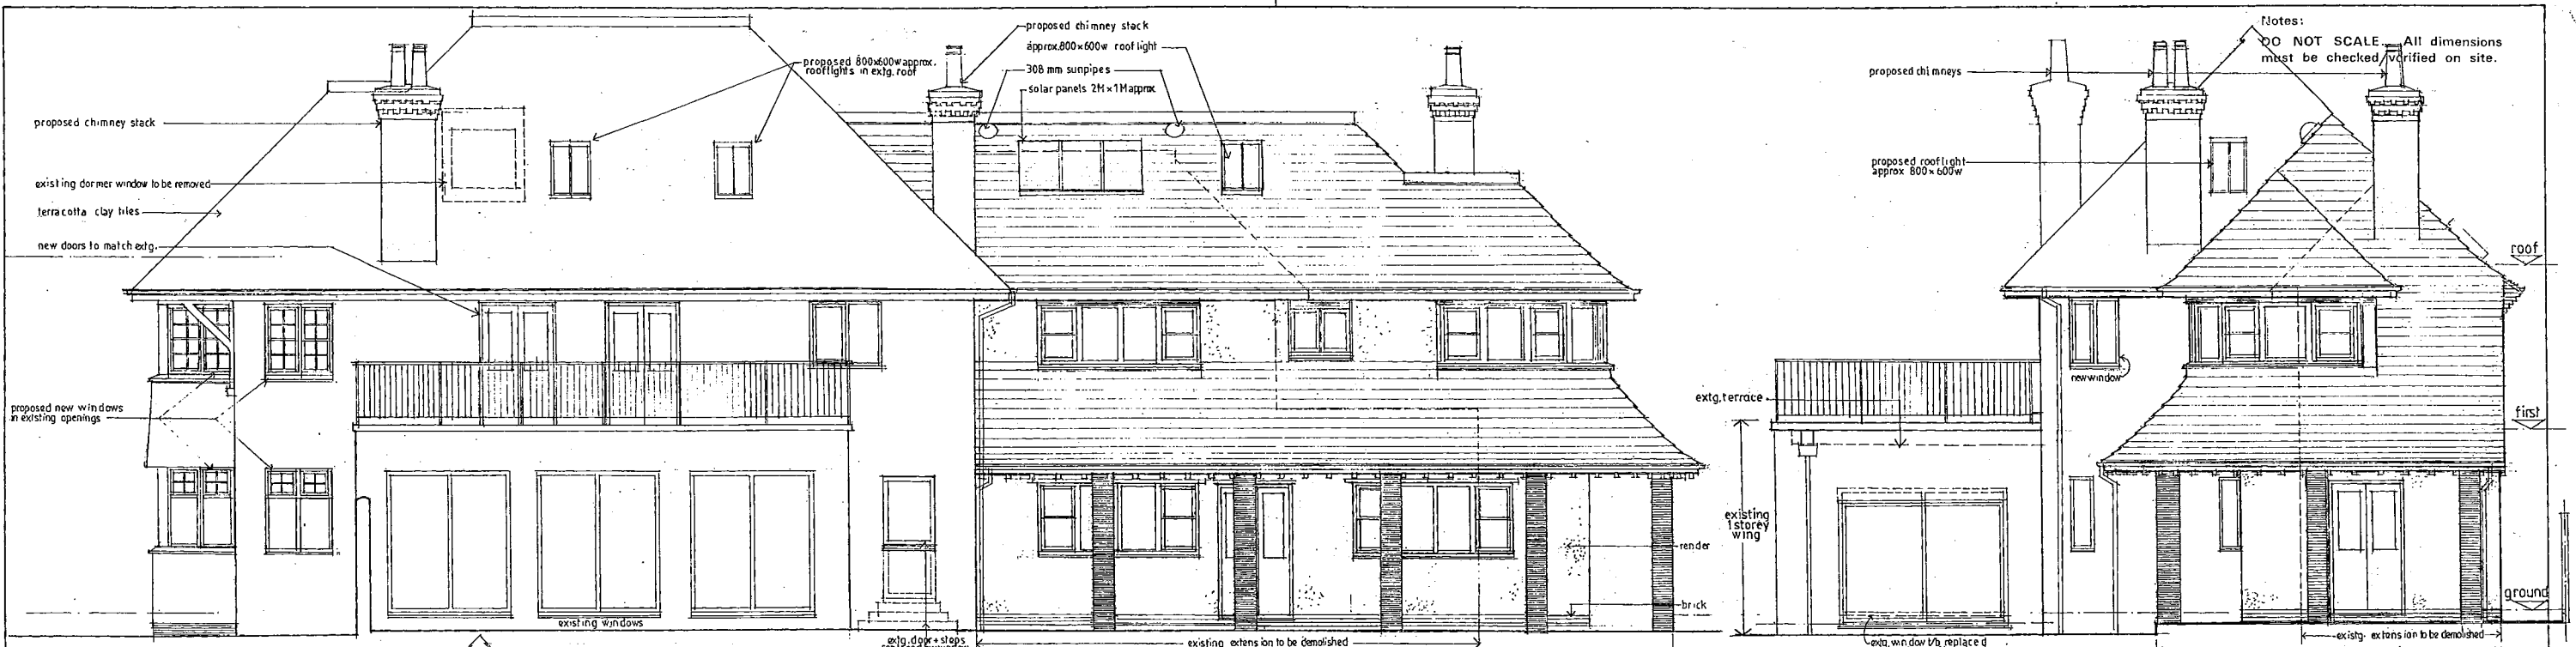 proposed chimney stack
existing dormer window to be removed
terracotta clay tiles
new doors to match extg.
proposed new windows
in existing openings
proposed 800x600w approx.
rooflights in extg. roof
proposed chimney stack
approx.800x600w roof light
308 mm sunpipes
solar panels 2M x 1M approx
existing windows
extg.door + steps
existing extension to be demolished
render
brick
Notes:
DO NOT SCALE. All dimensions
must be checked/verified on site.
proposed chimneys
proposed rooflight
approx 800x600w
extg. terrace
new window
existing
1 storey
wing
extg. window t/b replaced
existg. extension to be demolished
roof
first
ground